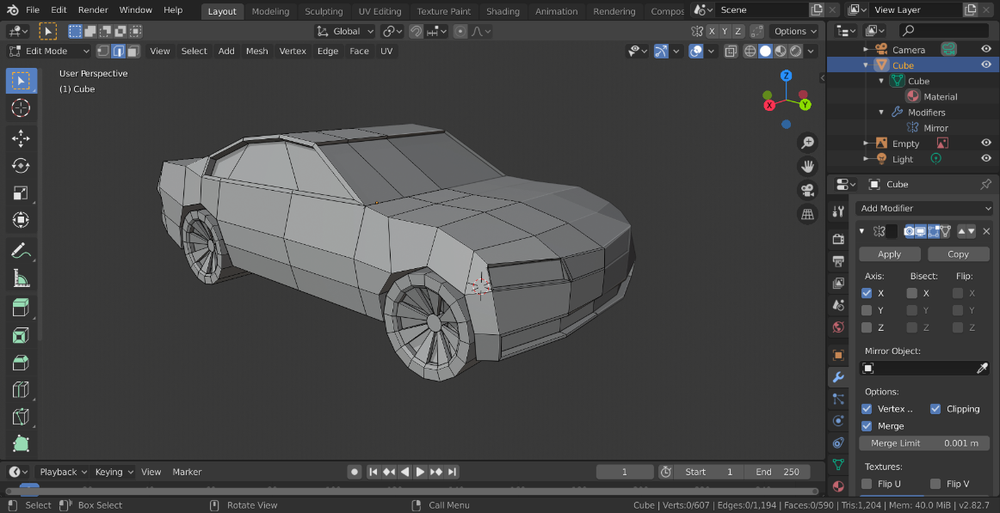 File Edit Render Window Help Layout Modeling Sculpting UV Editing Texture Paint Shading Animation Rendering Compos Scene View Layer
Global X Y Z Options
Edit Mode View Select Add Mesh Vertex Edge Face UV
User Perspective
(1) Cube
Z
X
Y
Camera
Cube
Cube
Material
Modifiers
Mirror
Empty
Light
Cube
Add Modifier
Apply Copy
Axis: Bisect: Flip:
X X X
Y Y Y
Z Z Z
Mirror Object:
Options:
Vertex .. Clipping
Merge
Merge Limit 0.001 m
Textures:
Flip U Flip V
Playback Keying View Marker 1 Start 1 End 250
Select Box Select Rotate View Call Menu Cube | Verts:0/607 | Edges:0/1,194 | Faces:0/590 | Tris:1,204 | Mem: 40.0 MiB | v2.82.7